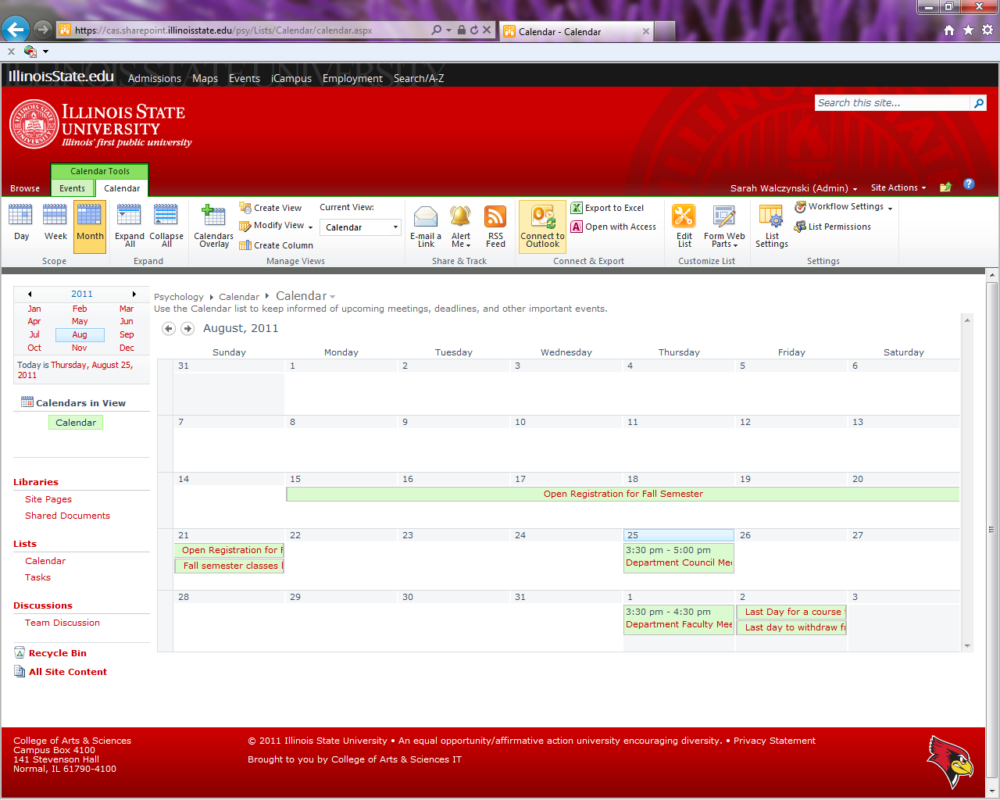 https://cas.sharepoint.illinoisstate.edu/psy/Lists/Calendar/calendar.aspx
Calendar - Calendar
IllinoisState.edu Admissions Maps Events iCampus Employment Search/A-Z
ILLINOIS STATE UNIVERSITY
Search this site...
ILLINOIS STATE
UNIVERSITY
Illinois' first public university
Calendar Tools
Browse Events Calendar
Sarah Walczynski (Admin) Site Actions
Day Week Month
Scope
Expand All
Collapse All
Expand
Calendars Overlay
Create View
Modify View
Create Column
Current View:
Calendar
Manage Views
E-mail a Link
Alert Me
RSS Feed
Share & Track
Connect to Outlook
Export to Excel
Open with Access
Connect & Export
Edit List
Form Web Parts
Customize List
List Settings
Workflow Settings
List Permissions
Settings
2011
Jan Feb Mar
Apr May Jun
Jul Aug Sep
Oct Nov Dec
Today is Thursday, August 25,
2011
Calendars in View
Calendar
Libraries
Site Pages
Shared Documents
Lists
Calendar
Tasks
Discussions
Team Discussion
Recycle Bin
All Site Content
Psychology Calendar Calendar
Use the Calendar list to keep informed of upcoming meetings, deadlines, and other important events.
August, 2011
Sunday Monday Tuesday Wednesday Thursday Friday Saturday
31 1 2 3 4 5 6
7 8 9 10 11 12 13
14 15 16 17 18 19 20
Open Registration for Fall Semester
21 22 23 24 25 26 27
Open Registration for F
Fall semester classes
3:30 pm - 5:00 pm
Department Council Mee
28 29 30 31 1 2 3
3:30 pm - 4:30 pm
Department Faculty Mee
Last Day for a course
Last day to withdraw fr
College of Arts & Sciences
Campus Box 4100
141 Stevenson Hall
Normal, IL 61790-4100
© 2011 Illinois State University • An equal opportunity/affirmative action university encouraging diversity. • Privacy Statement
Brought to you by College of Arts & Sciences IT